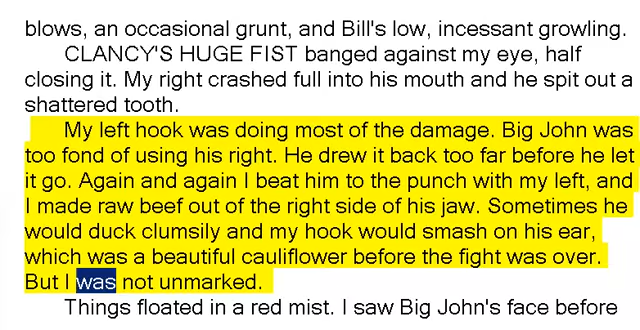 blows, an occasional grunt, and Bill's low, incessant growling.
CLANCY'S HUGE FIST banged against my eye, half
closing it. My right crashed full into his mouth and he spit out a
shattered tooth.
My left hook was doing most of the damage. Big John was
too fond of using his right. He drew it back too far before he let
it go. Again and again I beat him to the punch with my left, and
I made raw beef out of the right side of his jaw. Sometimes he
would duck clumsily and my hook would smash on his ear,
which was a beautiful cauliflower before the fight was over.
But I was not unmarked.
Things floated in a red mist. I saw Big John's face before